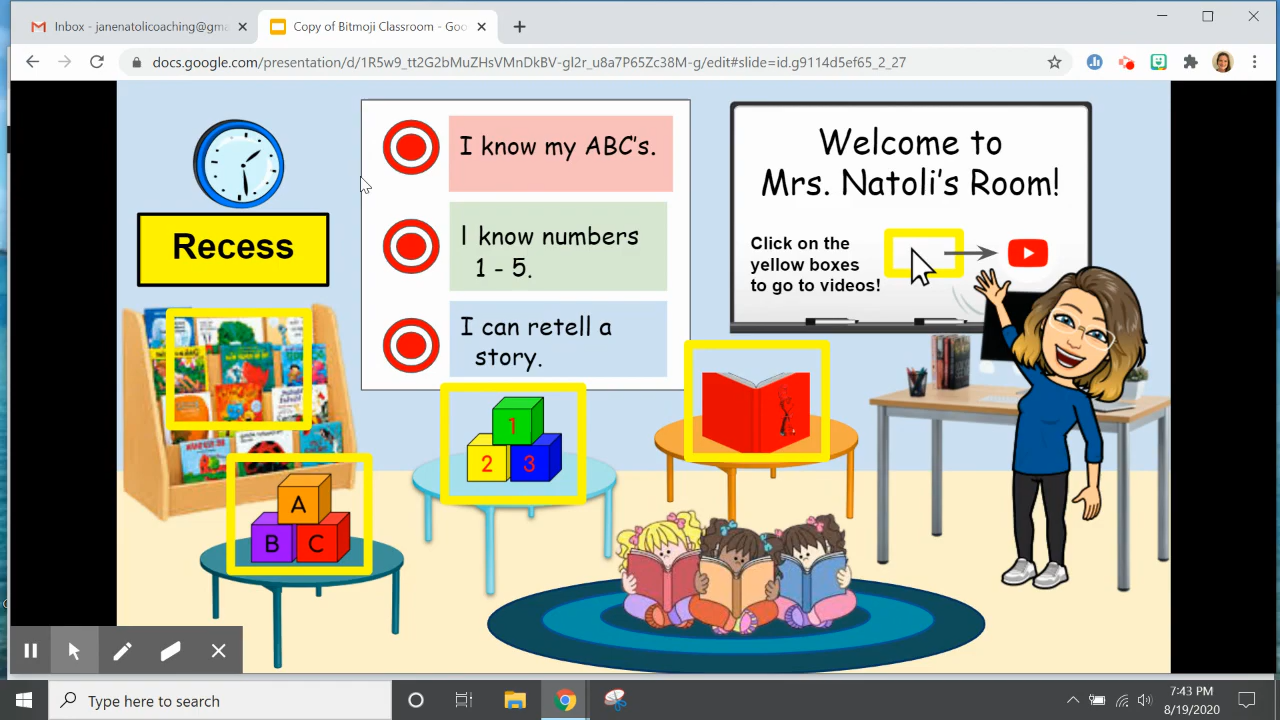 Inbox - janenatolicoaching@gma
Copy of Bitmoji Classroom - Goo
docs.google.com/presentation/d/1R5w9_tt2G2bMuZHsVMnDkBV-gl2r_u8a7P65Zc38M-g/edit#slide=id.g9114d5ef65_2_27
Recess
I know my ABC's.
I know numbers
1 - 5.
I can retell a
story.
Welcome to
Mrs. Natoli's Room!
Click on the
yellow boxes
to go to videos!
1
2
3
A
B
C
Type here to search
7:43 PM
8/19/2020